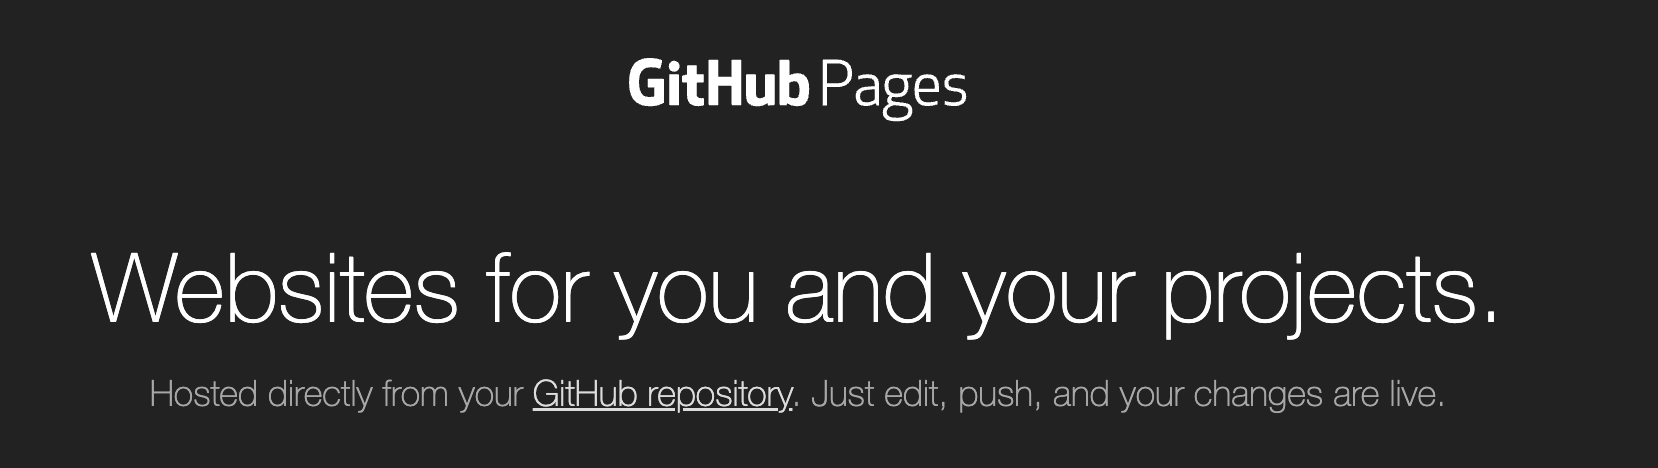 GitHub Pages
Websites for you and your projects.
Hosted directly from your GitHub repository. Just edit, push, and your changes are live.